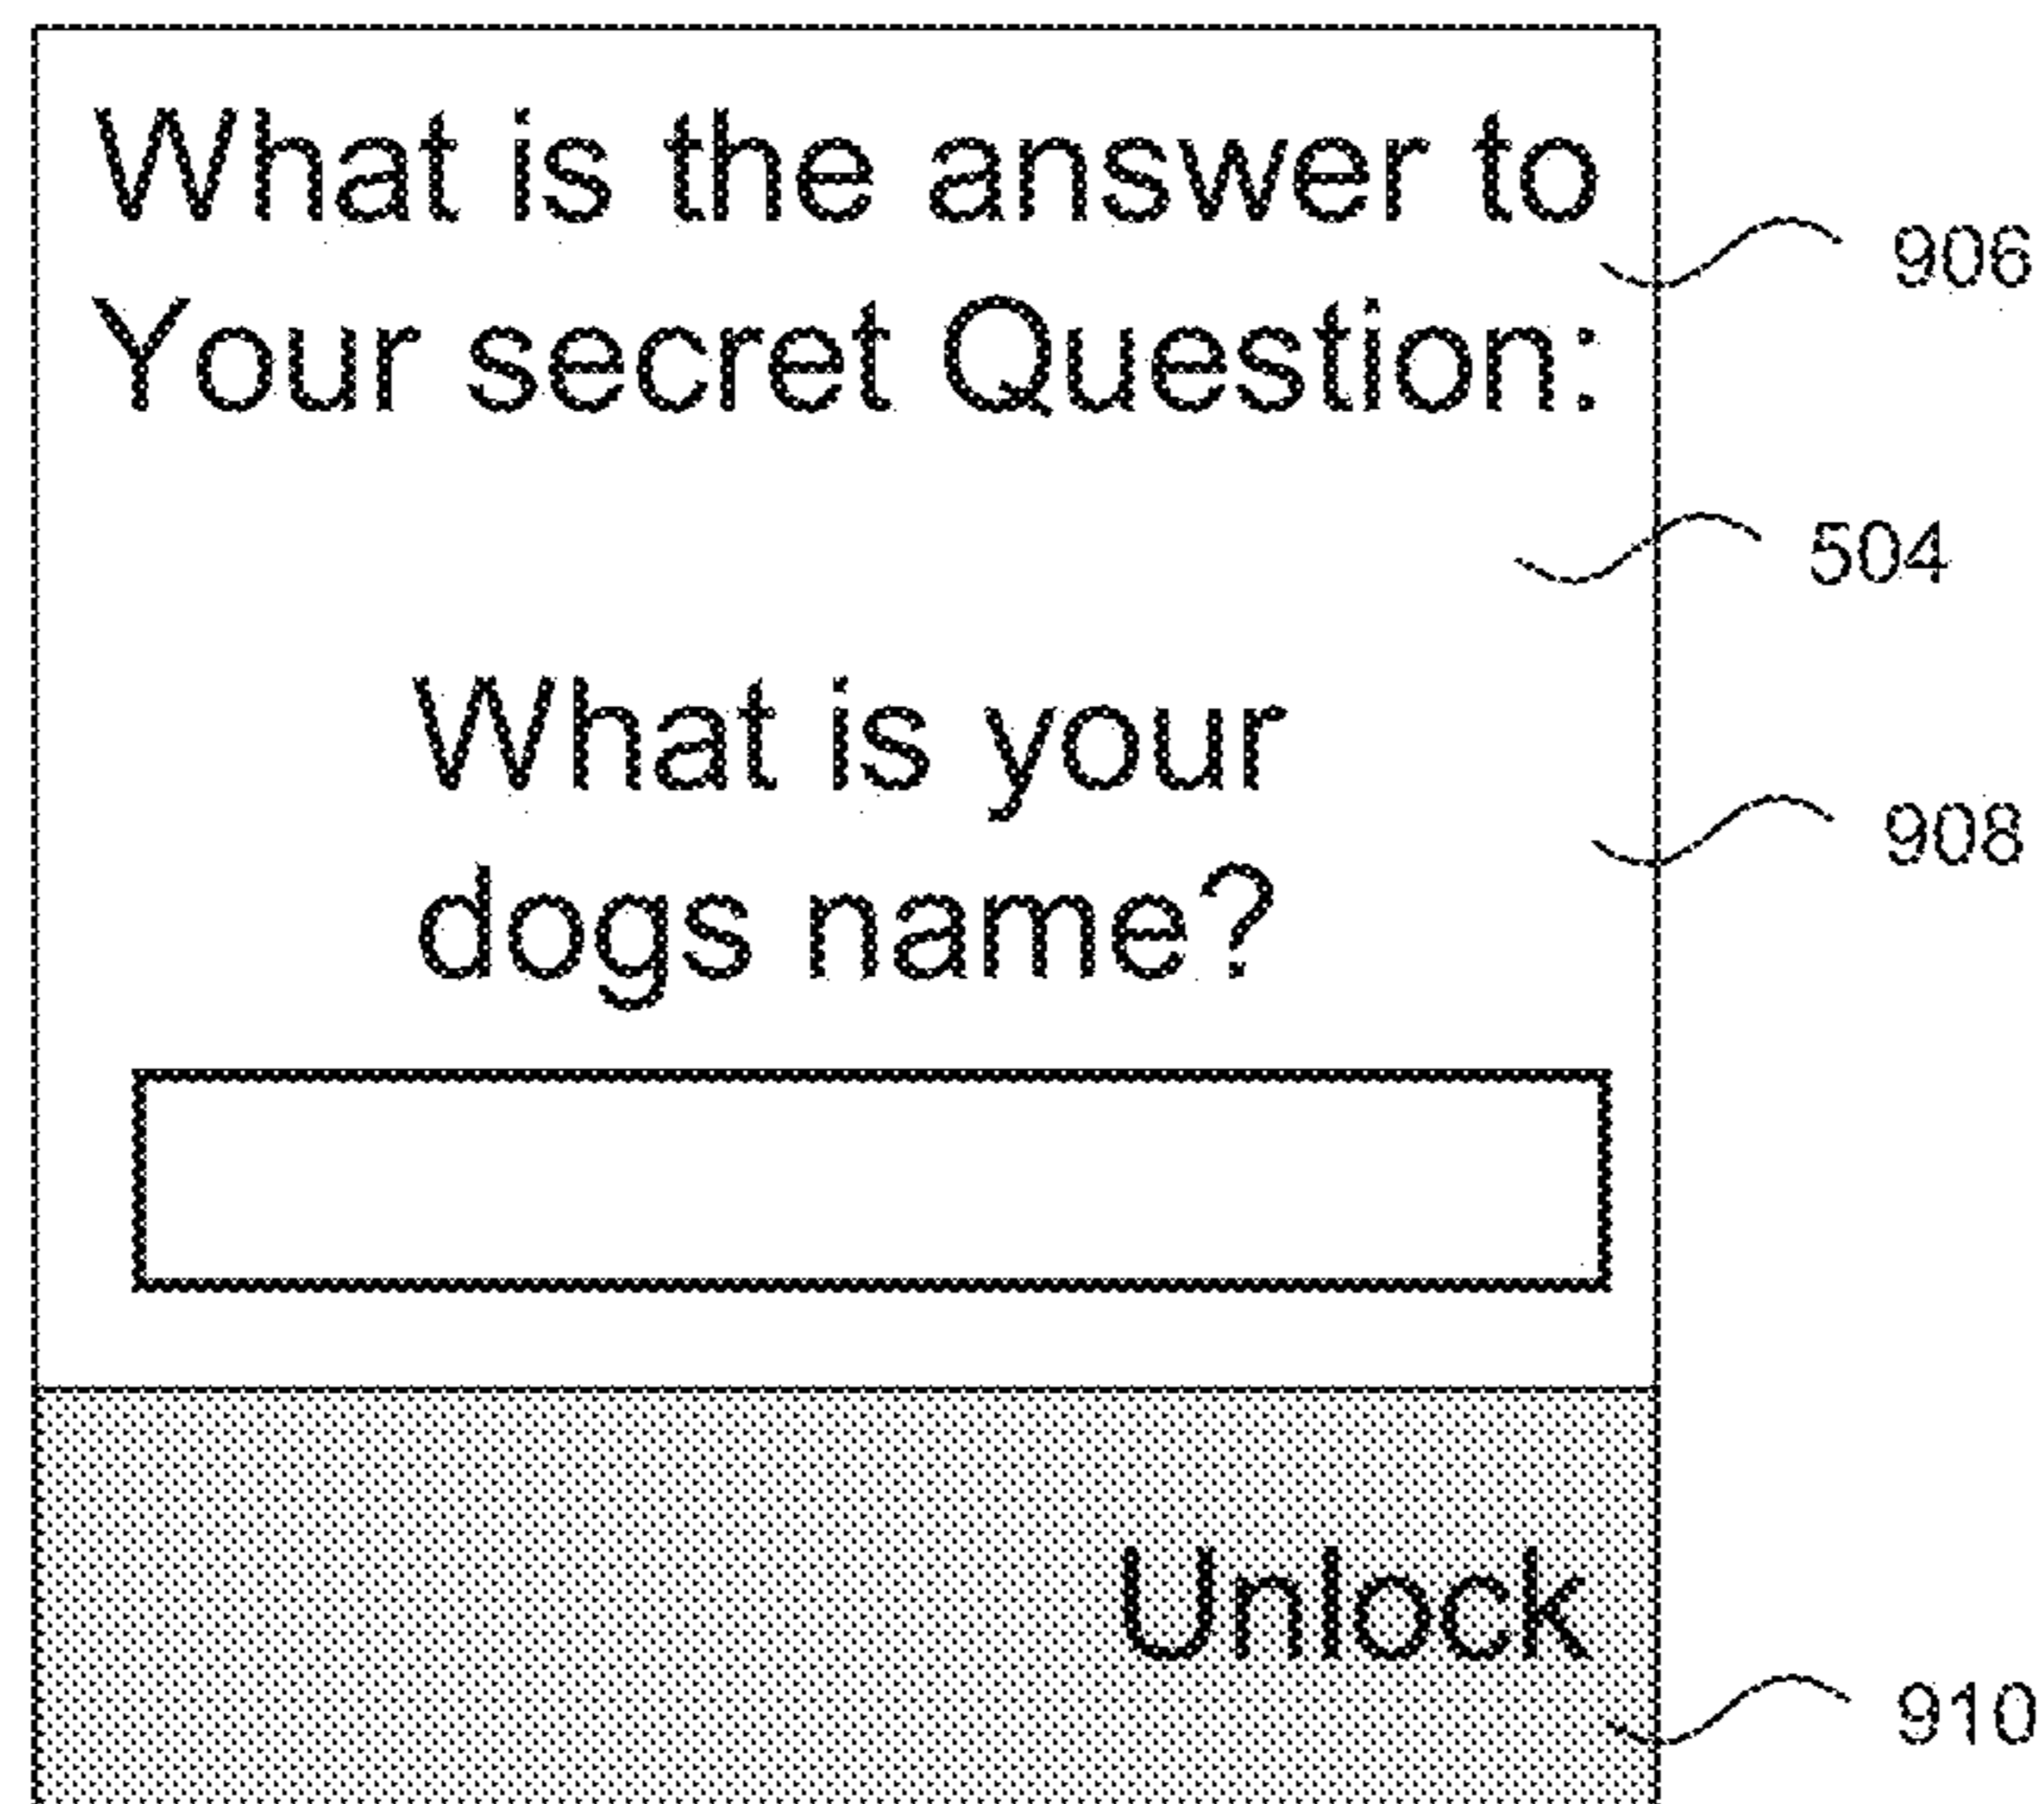 What is the answer to
906
Your secret Question:
504
What is your
908
dogs name?
Unlock
910